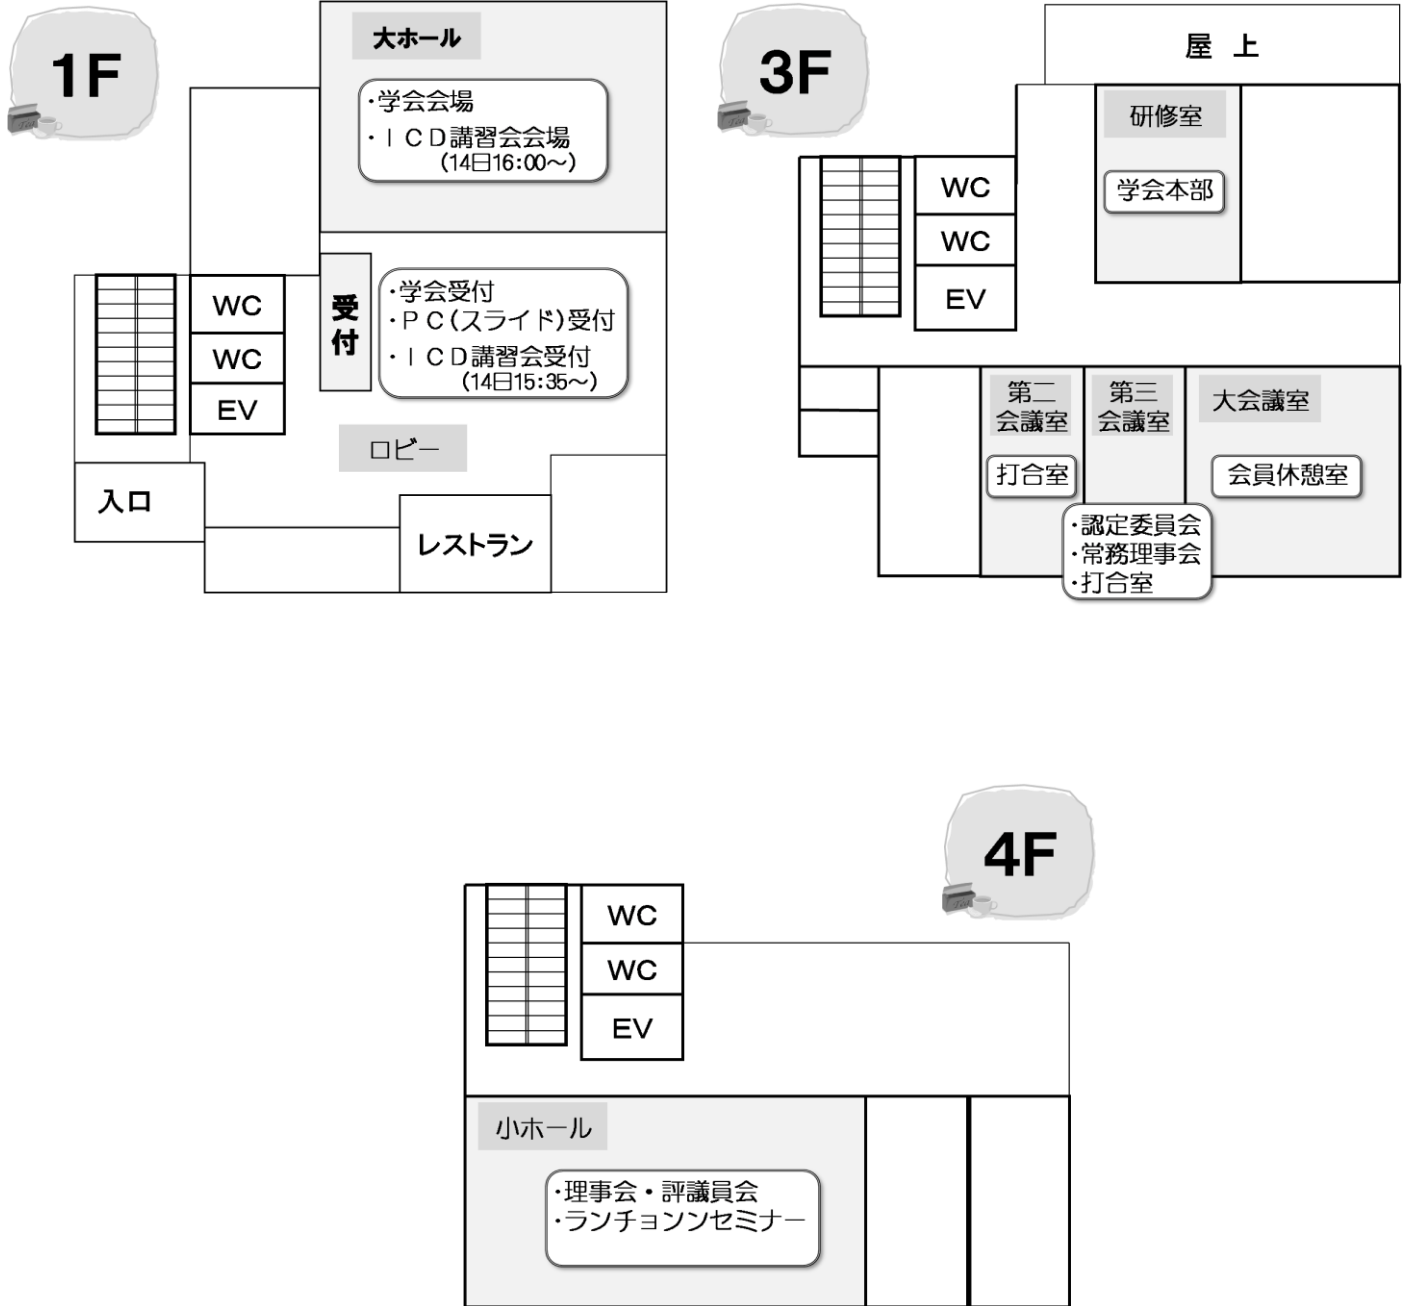 1F
大ホール
・学会会場
・ＩＣＤ講習会会場
(14日16:00～)
WC
WC
EV
受付
・学会受付
・ＰＣ(スライド)受付
・ＩＣＤ講習会受付
(14日15:35～)
ロビー
入口
レストラン
3F
屋 上
研修室
学会本部
WC
WC
EV
第二
会議室
打合室
第三
会議室
・認定委員会
・常務理事会
・打合室
大会議室
会員休憩室
4F
WC
WC
EV
小ホール
・理事会・評議員会
・ランチョンンセミナー